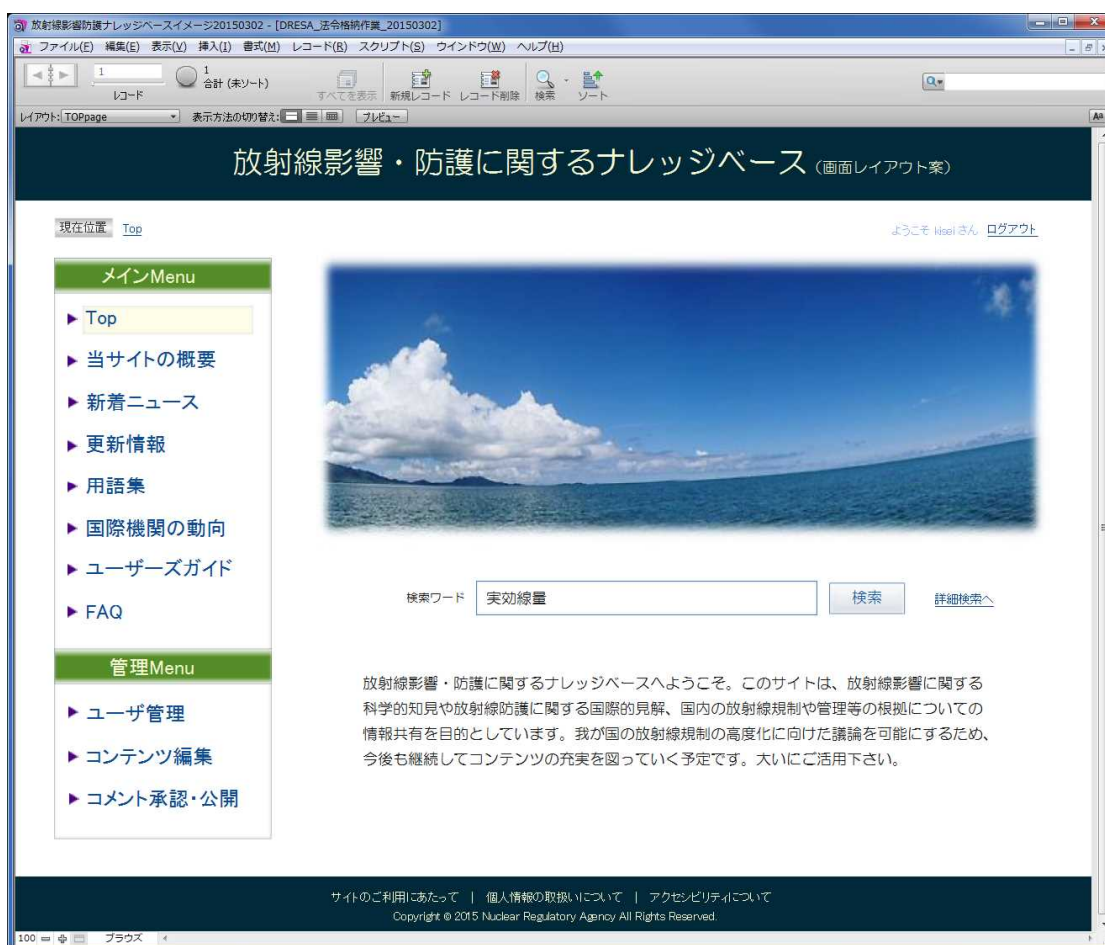 放射線影響防護ナレッジベースイメージ20150302 - [DRESA_法令格納作業_20150302]
ファイル(F) 編集(E) 表示(V) 挿入(I) 書式(M) レコード(R) スクリプト(S) ウインドウ(W) ヘルプ(H)
1
レコード
1
合計 (未ソート)
すべてを表示 新規レコード レコード削除 検索 ソート
レイアウト: TOPpage 表示方法の切り替え: プレビュー
放射線影響・防護に関するナレッジベース (画面レイアウト案)
現在位置 Top
ようこそ kisei さん ログアウト
メインMenu
Top
当サイトの概要
新着ニュース
更新情報
用語集
国際機関の動向
ユーザーズガイド
FAQ
管理Menu
ユーザ管理
コンテンツ編集
コメント承認・公開
検索ワード 実効線量 検索 詳細検索へ
放射線影響・防護に関するナレッジベースへようこそ。このサイトは、放射線影響に関する
科学的知見や放射線防護に関する国際的見解、国内の放射線規制や管理等の根拠についての
情報共有を目的としています。我が国の放射線規制の高度化に向けた議論を可能にするため、
今後も継続してコンテンツの充実を図っていく予定です。大いにご活用下さい。
サイトのご利用にあたって | 個人情報の取扱いについて | アクセシビリティについて
Copyright © 2015 Nuclear Regulatory Agency All Rights Reserved.
100 ブラウズ